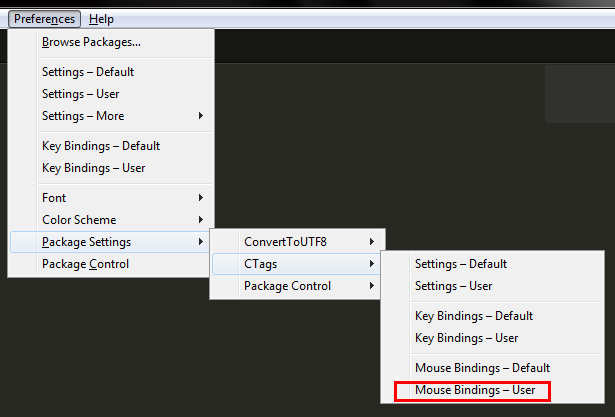 Preferences Help
Browse Packages...
Settings – Default
Settings – User
Settings – More
Key Bindings – Default
Key Bindings – User
Font
Color Scheme
Package Settings
Package Control
ConvertToUTF8
CTags
Package Control
Settings – Default
Settings – User
Key Bindings – Default
Key Bindings – User
Mouse Bindings – Default
Mouse Bindings – User